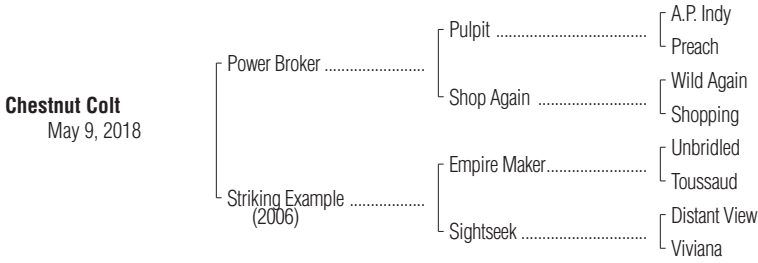 A.P. Indy
Pulpit ..........................................
Preach
Power Broker ...........................
Wild Again
Shop Again ..............................
Shopping
Chestnut Colt
May 9, 2018
Unbridled
Empire Maker............................
Toussaud
Striking Example .....................
(2006)
Distant View
Sightseek ...................................
Viviana